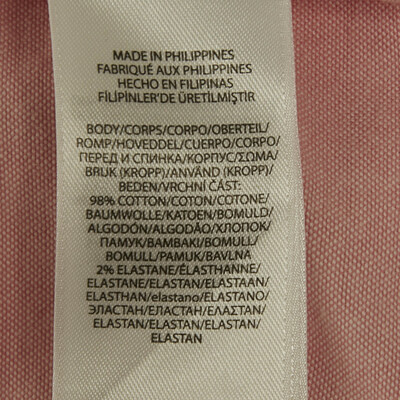 MADE IN PHILIPPINES
FABRIQUÉ AUX PHILIPPINES
HECHO EN FILIPINAS
FİLİPİNLER'DE ÜRETİLMİŞTİR
BODY/CORPS/CORPO/OBERTEIL/
ROMP/HOVEDDEL/CUERPO/CORPO/
ПЕРЕД И СПИНКА/КОРПУС/ΣΩΜΑ/
BRUK (KROPP)/ANVÄND (KROPP)/
BEDEN/VRCHNÍ ČÁST:
98% COTTON/COTON/COTONE/
BAUMWOLLE/KATOEN/BOMULD/
ALGODÓN/ALGODÃO/ХЛОПОК/
ПАМУК/ΒΑΜΒΑΚΙ/BOMULL/
BOMULL/PAMUK/BAVLNA
2% ELASTANE/ÉLASTHANNE/
ELASTANE/ELASTAN/ELASTAAN/
ELASTHAN/elastano/ELASTANO/
ЭЛАСТАН/ЕЛАСТАН/ΕΛΑΣΤΑΝ/
ELASTAN/ELASTAN/ELASTAN/
ELASTAN